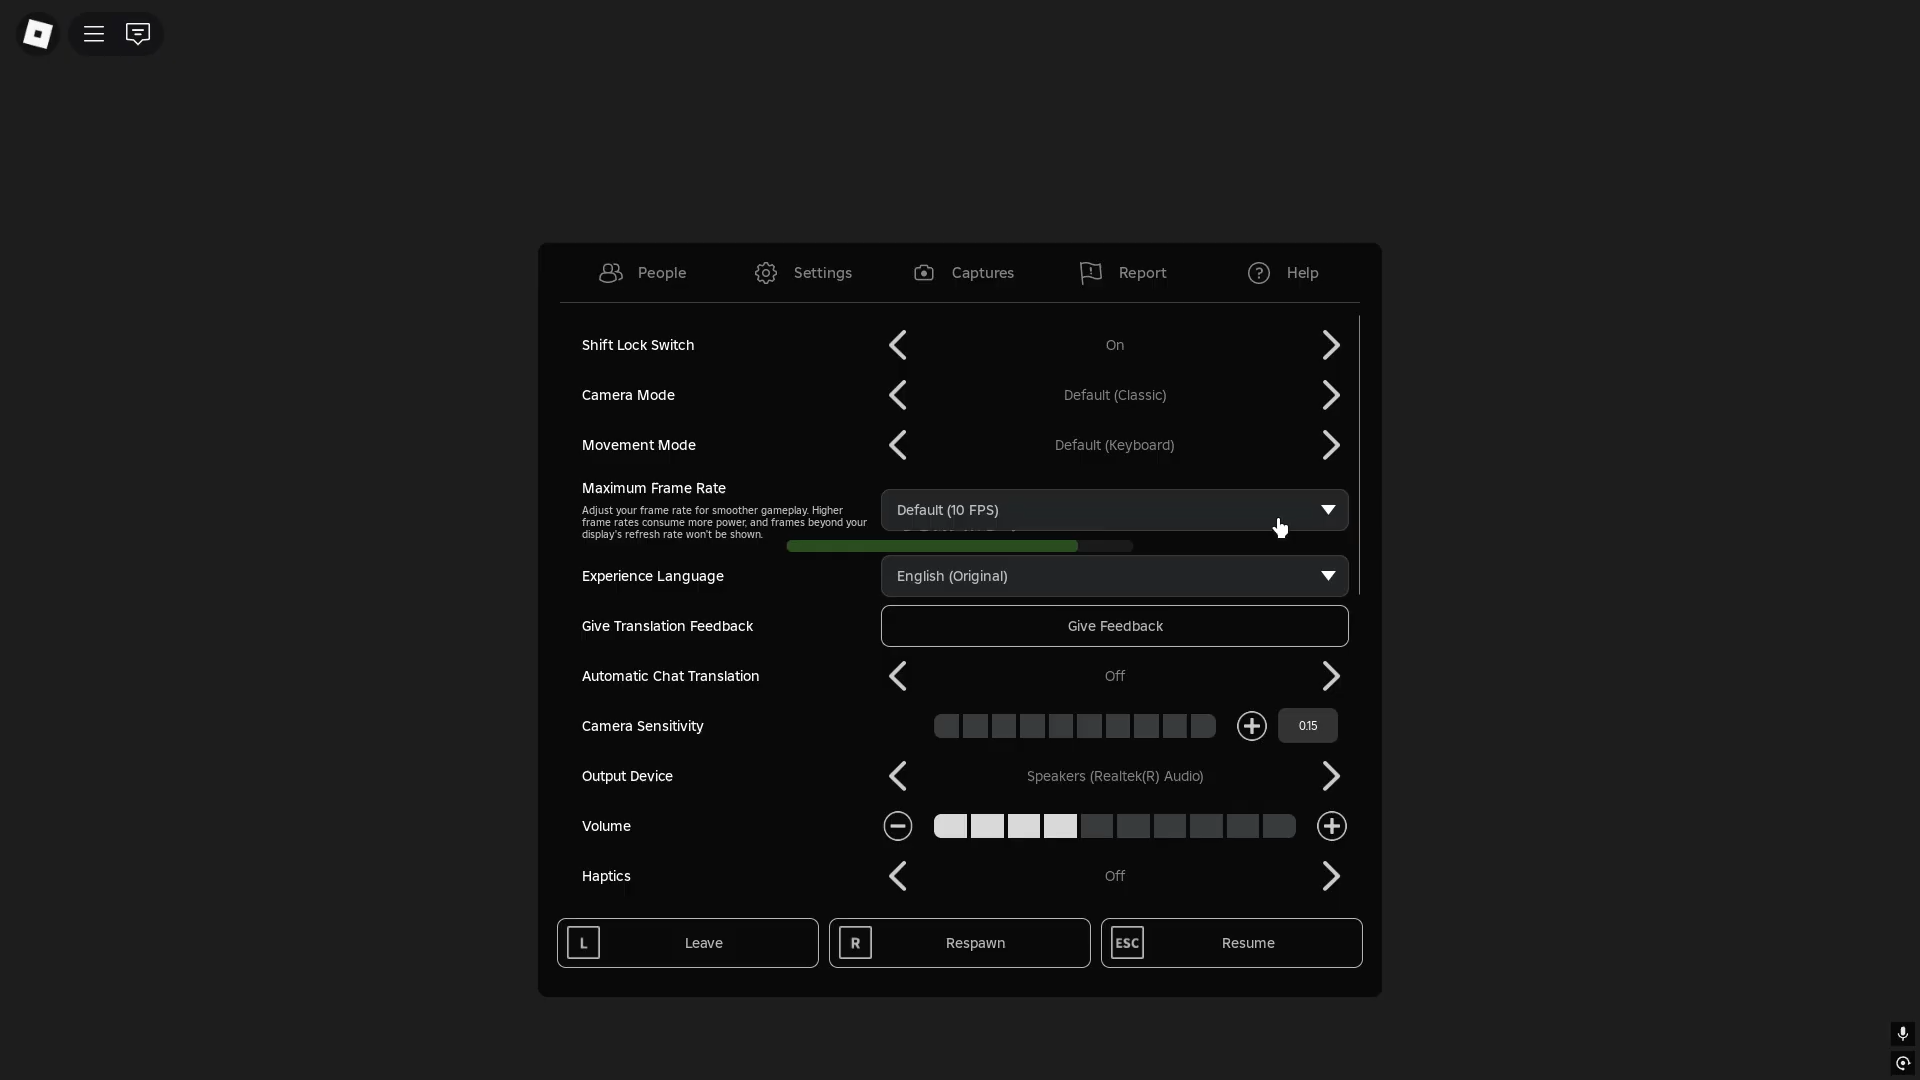 People
Settings
Captures
Report
Help
Shift Lock Switch
On
Camera Mode
Default (Classic)
Movement Mode
Default (Keyboard)
Maximum Frame Rate
Adjust your frame rate for smoother gameplay. Higher
frame rates consume more power, and frames beyond your
display's refresh rate won't be shown.
Default (10 FPS)
Experience Language
English (Original)
Give Translation Feedback
Give Feedback
Automatic Chat Translation
Off
Camera Sensitivity
0.15
Output Device
Speakers (Realtek(R) Audio)
Volume
Haptics
Off
L Leave
R Respawn
ESC Resume